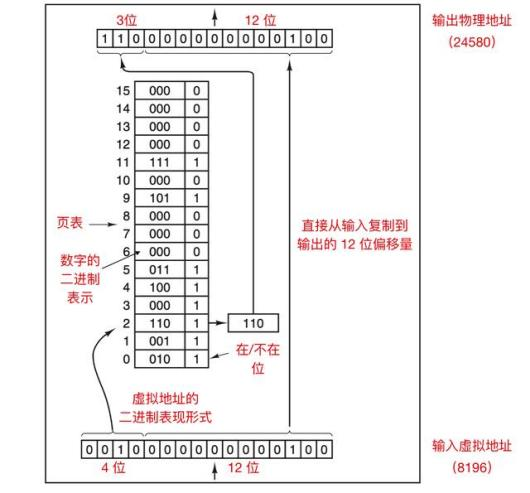 3位 12 位
1 1 0 0 0 0 0 0 0 0 0 0 1 0 0
输出物理地址
(24580)
15 000 0
14 000 0
13 000 0
12 000 0
11 111 1
10 000 0
9 101 1
8 000 0
7 000 0
6 000 0
5 011 1
4 100 1
3 000 1
2 110 1
1 001 1
0 010 1
页表
数字的
二进制
表示
110
在/不在
位
直接从输入复制到
输出的 12 位偏移量
虚拟地址的
二进制表现形式
0 0 1 0 0 0 0 0 0 0 0 0 0 1 0 0
4 位 12 位
输入虚拟地址
(8196)